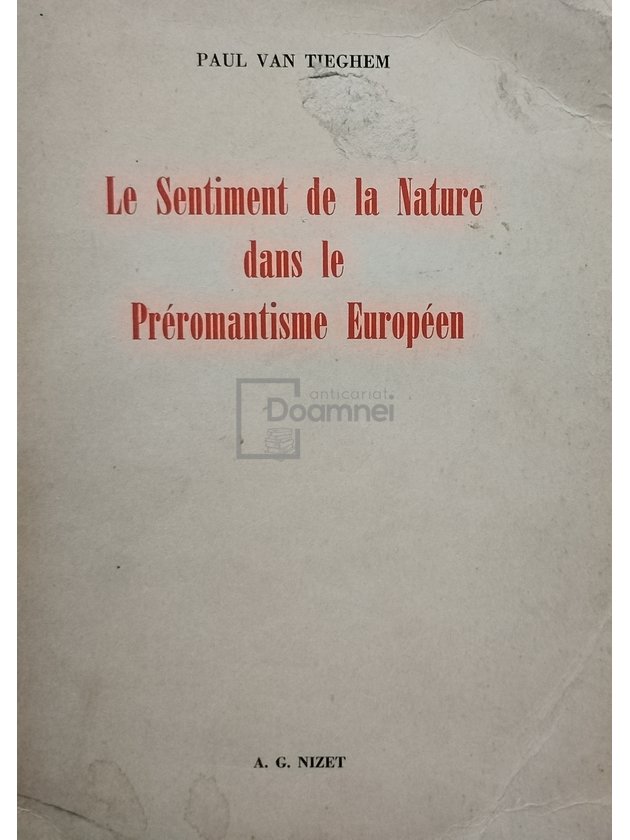 PAUL VAN TIEGHEM
Le Sentiment de la Nature
dans le
Préromantisme Européen
anticariat
Doamnei
A. G. NIZET